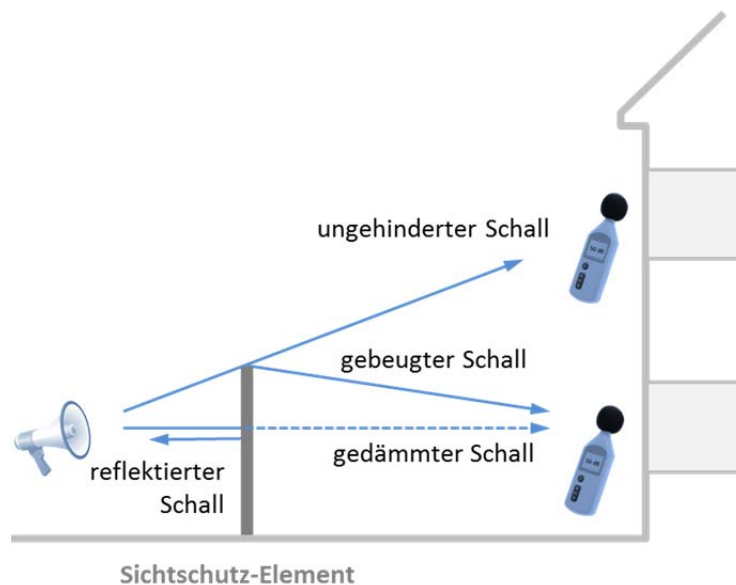 ungehinderter Schall
gebeugter Schall
gedämmter Schall
reflektierter
Schall
Sichtschutz-Element